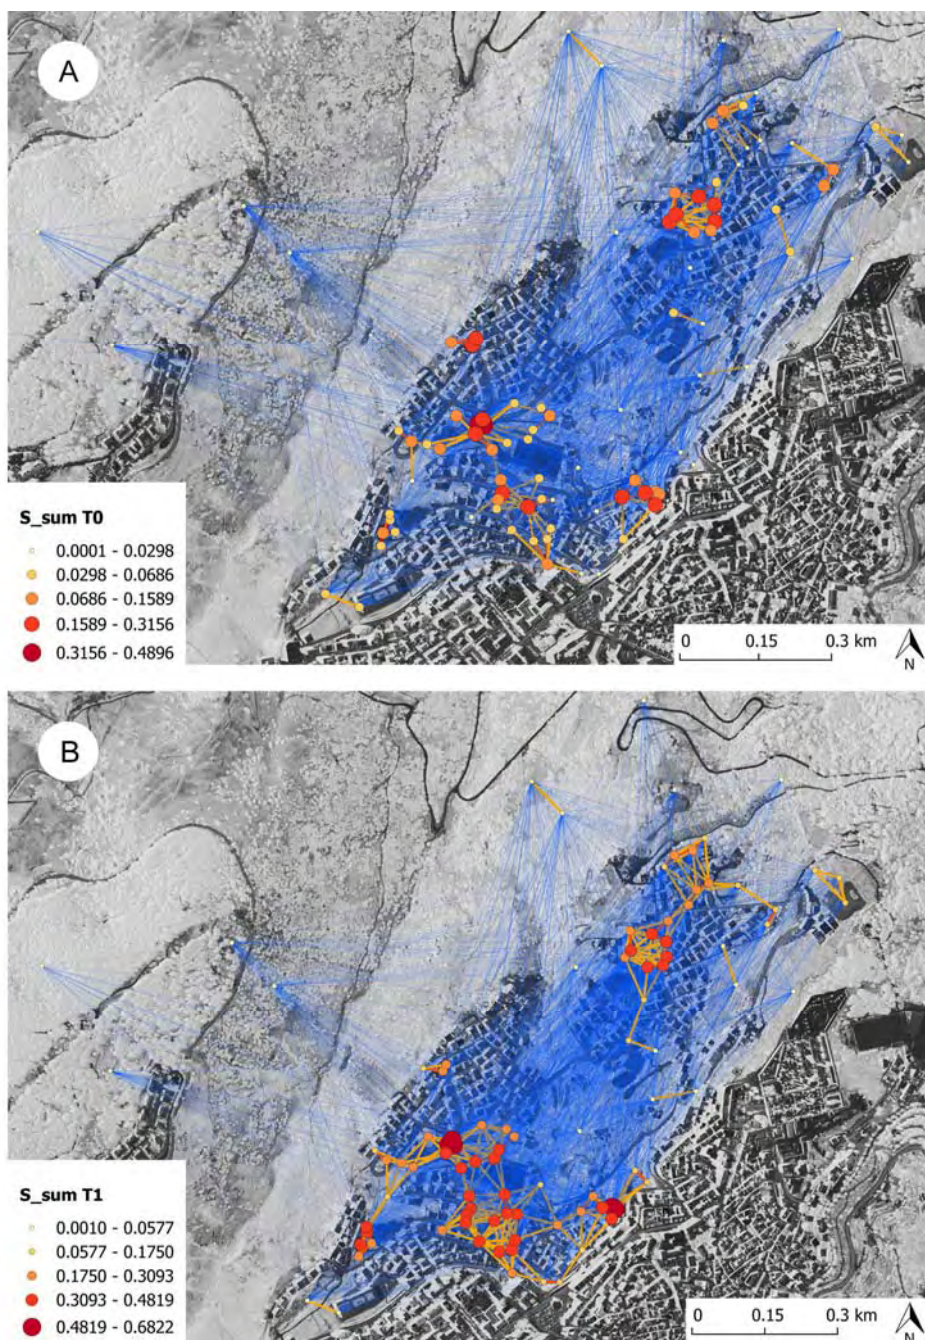 A
S_sum T0
0.0001 - 0.0298
0.0298 - 0.0686
0.0686 - 0.1589
0.1589 - 0.3156
0.3156 - 0.4896
0 0.15 0.3 km
N
B
S_sum T1
0.0010 - 0.0577
0.0577 - 0.1750
0.1750 - 0.3093
0.3093 - 0.4819
0.4819 - 0.6822
0 0.15 0.3 km
N